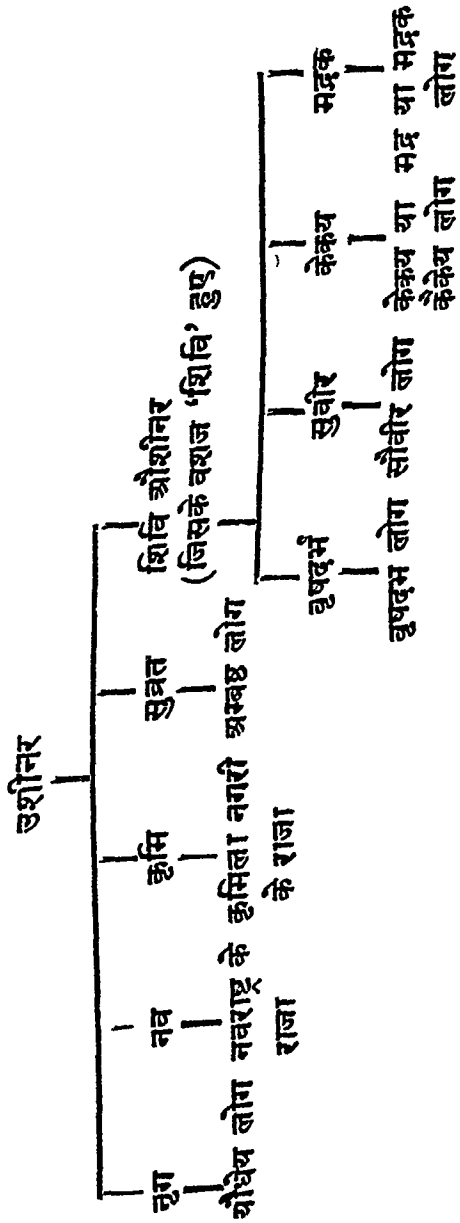 उशीनर
नृग नव कृमि सुव्रत शिवि औशीनर
(जिसके वंशज 'शिवि' हुए)
यौधेय लोग नवराष्ट्र के कृमिला नगरी अम्बष्ठ लोग
राजा के राजा
वृषदर्भ सुवीर केकय मद्रक
वृषदर्भ लोग सौवीर लोग केकय या मद्र या मद्रक
कैकेय लोग लोग